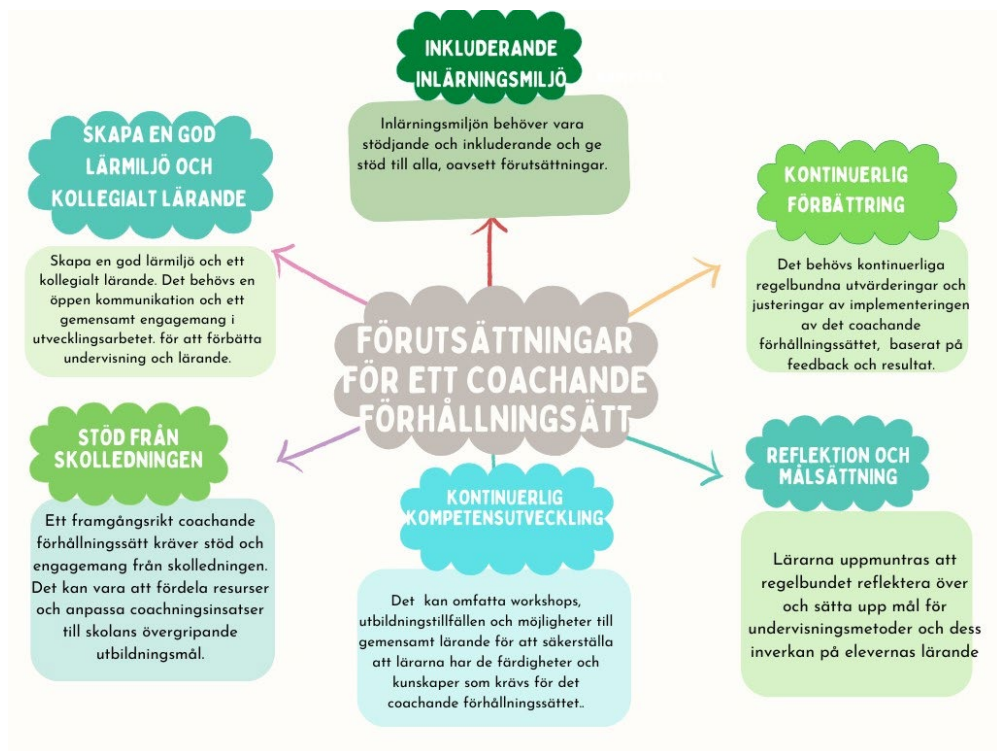 INKLUDERANDE
INLÄRNINGSMILJÖ
Inlärningsmiljön behöver vara
stödjande och inkluderande och ge
stöd till alla, oavsett förutsättningar.
SKAPA EN GOD
LÄRMILJÖ OCH
KOLLEGIALT LÄRANDE
Skapa en god lärmiljö och ett
kollegialt lärande. Det behövs en
öppen kommunikation och ett
gemensamt engagemang i
utvecklingsarbetet. för att förbätta
undervisning och lärande.
KONTINUERLIG
FÖRBÄTTRING
Det behövs kontinuerliga
regelbundna utvärderingar och
justeringar av implementeringen
av det coachande
förhållningssättet, baserat på
feedback och resultat.
FÖRUTSÄTTNINGAR
FÖR ETT COACHANDE
FÖRHÅLLNINGSÄTT
STÖD FRÅN
SKOLLEDNINGEN
Ett framgångsrikt coachande
förhållningssätt kräver stöd och
engagemang från skolledningen.
Det kan vara att fördela resurser
och anpassa coachningsinsatser
till skolans övergripande
utbildningsmål.
KONTINUERLIG
KOMPETENSUTVECKLING
Det kan omfatta workshops,
utbildningstillfällen och möjligheter till
gemensamt lärande för att säkerställa
att lärarna har de färdigheter och
kunskaper som krävs för det
coachande förhållningssättet..
REFLEKTION OCH
MÅLSÄTTNING
Lärarna uppmuntras att
regelbundet reflektera över
och sätta upp mål för
undervisningsmetoder och dess
inverkan på elevernas lärande